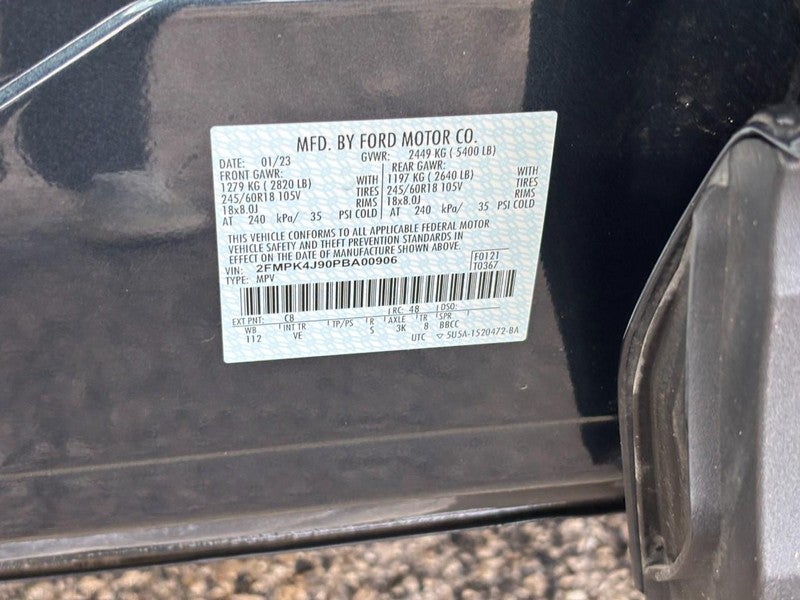 MFD. BY FORD MOTOR CO.
DATE: 01/23 GVWR: 2449 KG ( 5400 LB)
FRONT GAWR: REAR GAWR:
1279 KG ( 2820 LB) WITH 1197 KG ( 2640 LB) WITH
245/60R18 105V TIRES 245/60R18 105V TIRES
18x8.0J RIMS 18x8.0J RIMS
AT 240 kPa/ 35 PSI COLD AT 240 kPa/ 35 PSI COLD
THIS VEHICLE CONFORMS TO ALL APPLICABLE FEDERAL MOTOR
VEHICLE SAFETY AND THEFT PREVENTION STANDARDS IN
EFFECT ON THE DATE OF MANUFACTURE SHOWN ABOVE.
VIN: 2FMPK4J90PBA00906 F0121
TYPE: MPV T0367
EXT PNT: CB RC: 48 DSO:
WB INT TR TP/PS R AXLE TR SPR
112 VE S 3K 8 BBCC
UTC ▽ 5U5A-1520472-BA